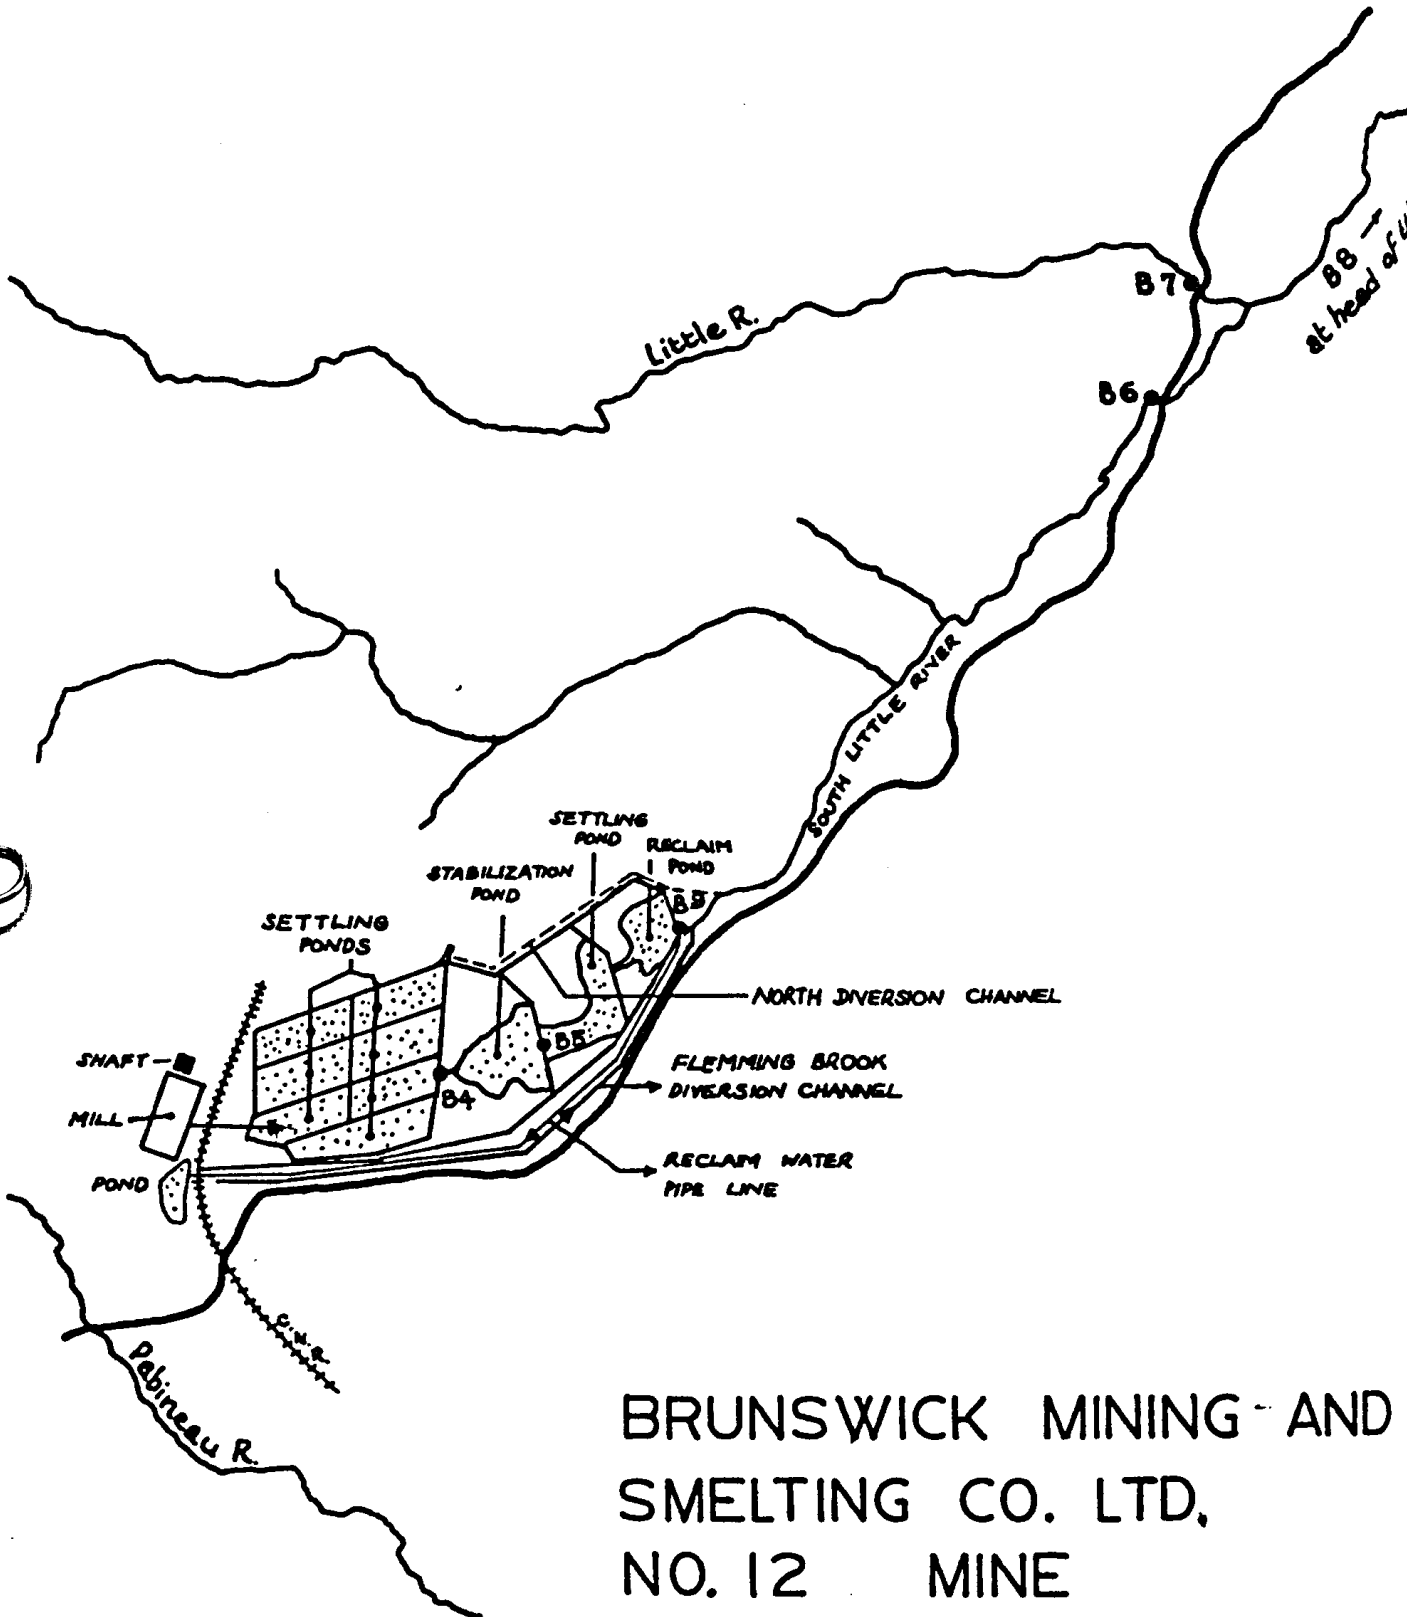 B7
B8 →
at head of
Little R.
B6
SOUTH LITTLE RIVER
SETTLING
POND
RECLAIM
POND
STABILIZATION
POND
B9
SETTLING
PONDS
NORTH DIVERSION CHANNEL
SHAFT
B5
FLEMMING BROOK
DIVERSION CHANNEL
B4
MILL
RECLAIM WATER
PIPE LINE
POND
C.N.R.
Pabineau R.
BRUNSWICK MINING AND
SMELTING CO. LTD.
NO. 12 MINE